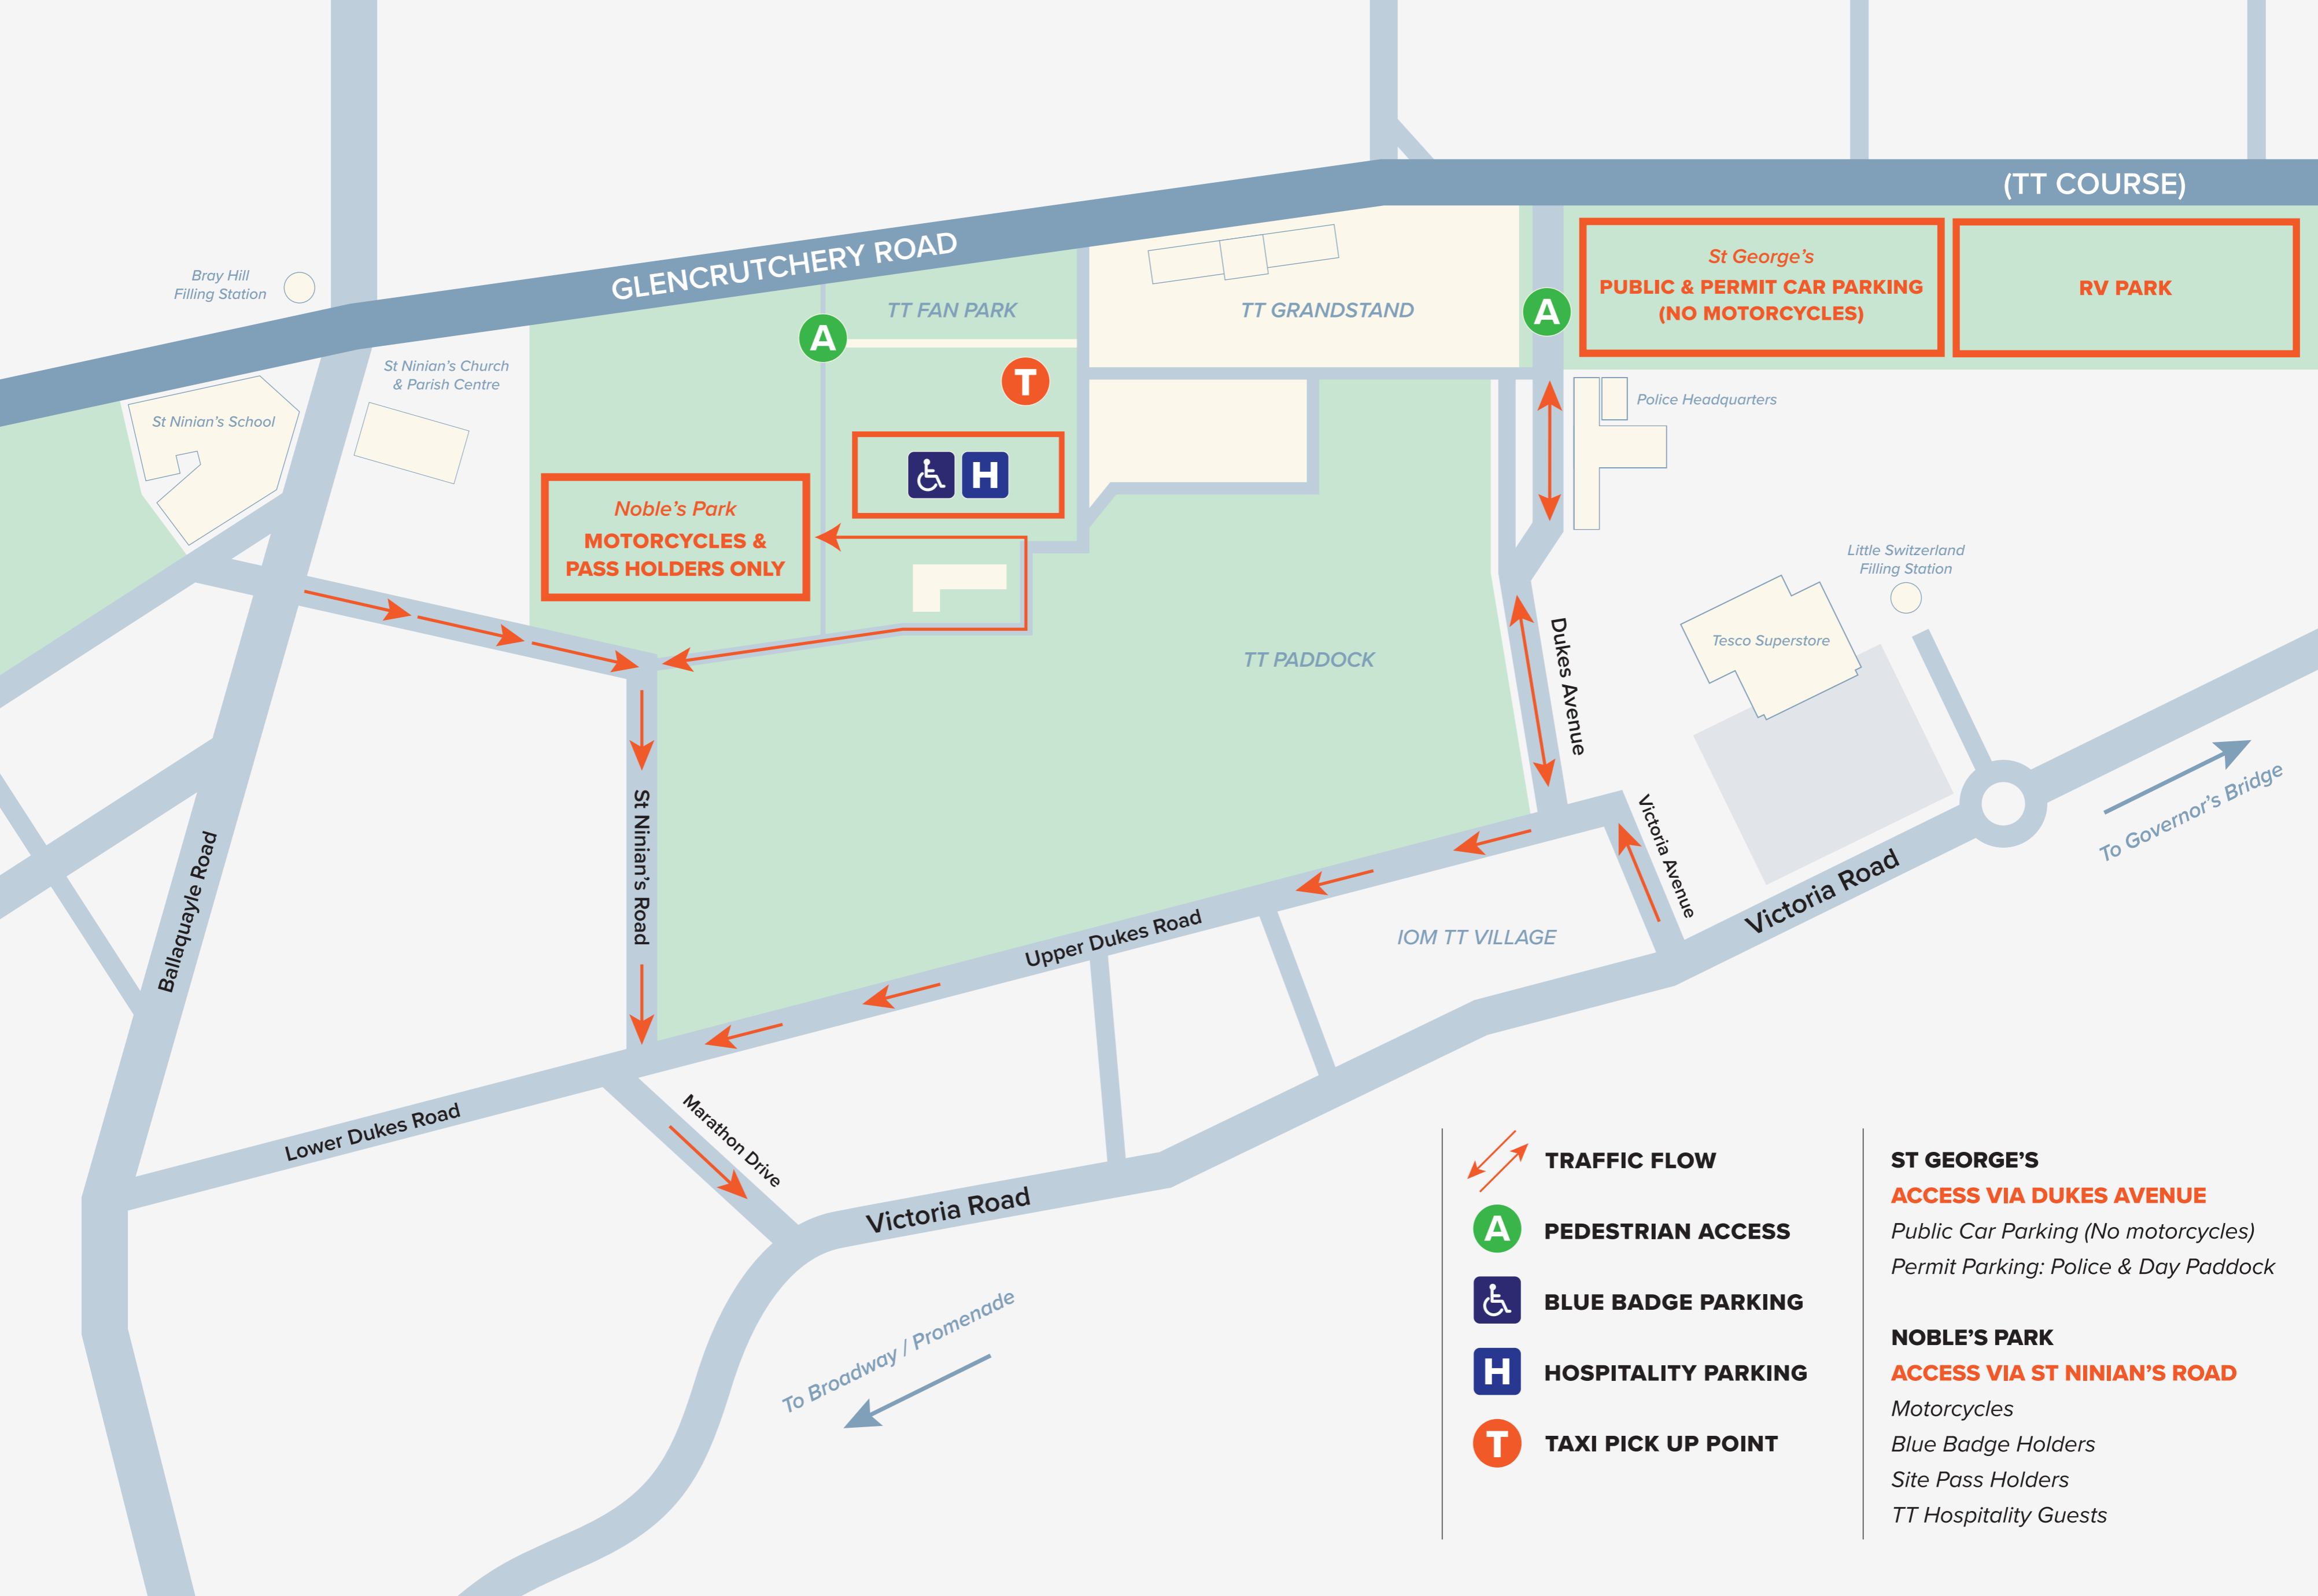 (TT COURSE)
GLENCRUTCHERY ROAD
Bray Hill
Filling Station
St Ninian's Church
& Parish Centre
St Ninian's School
TT FAN PARK
A
T
H
Noble's Park
MOTORCYCLES &
PASS HOLDERS ONLY
TT GRANDSTAND
A
St George's
PUBLIC & PERMIT CAR PARKING
(NO MOTORCYCLES)
RV PARK
Police Headquarters
Little Switzerland
Filling Station
Tesco Superstore
TT PADDOCK
Dukes Avenue
Victoria Avenue
To Governor's Bridge
Victoria Road
IOM TT VILLAGE
Upper Dukes Road
St Ninian's Road
Ballaquayle Road
Lower Dukes Road
Marathon Drive
Victoria Road
To Broadway / Promenade
TRAFFIC FLOW
A PEDESTRIAN ACCESS
BLUE BADGE PARKING
H HOSPITALITY PARKING
T TAXI PICK UP POINT
ST GEORGE'S
ACCESS VIA DUKES AVENUE
Public Car Parking (No motorcycles)
Permit Parking: Police & Day Paddock
NOBLE'S PARK
ACCESS VIA ST NINIAN'S ROAD
Motorcycles
Blue Badge Holders
Site Pass Holders
TT Hospitality Guests